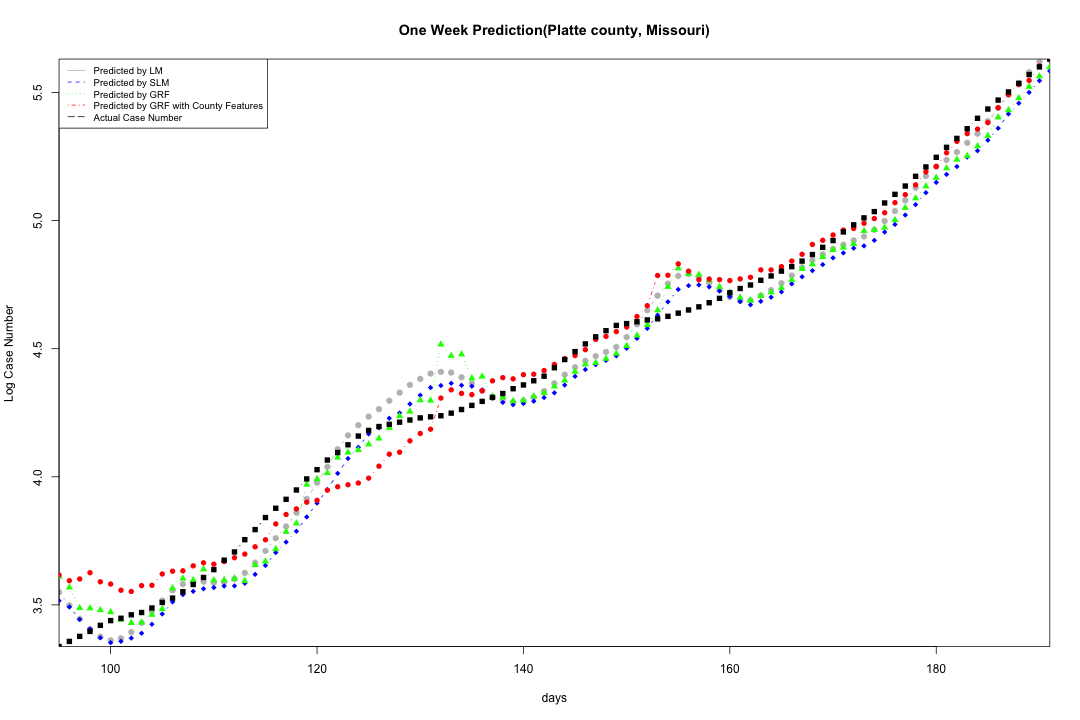 One Week Prediction(Platte county, Missouri)
Predicted by LM
Predicted by SLM
Predicted by GRF
Predicted by GRF with County Features
Actual Case Number
5.5
5.0
4.5
4.0
3.5
Log Case Number
100 120 140 160 180
days